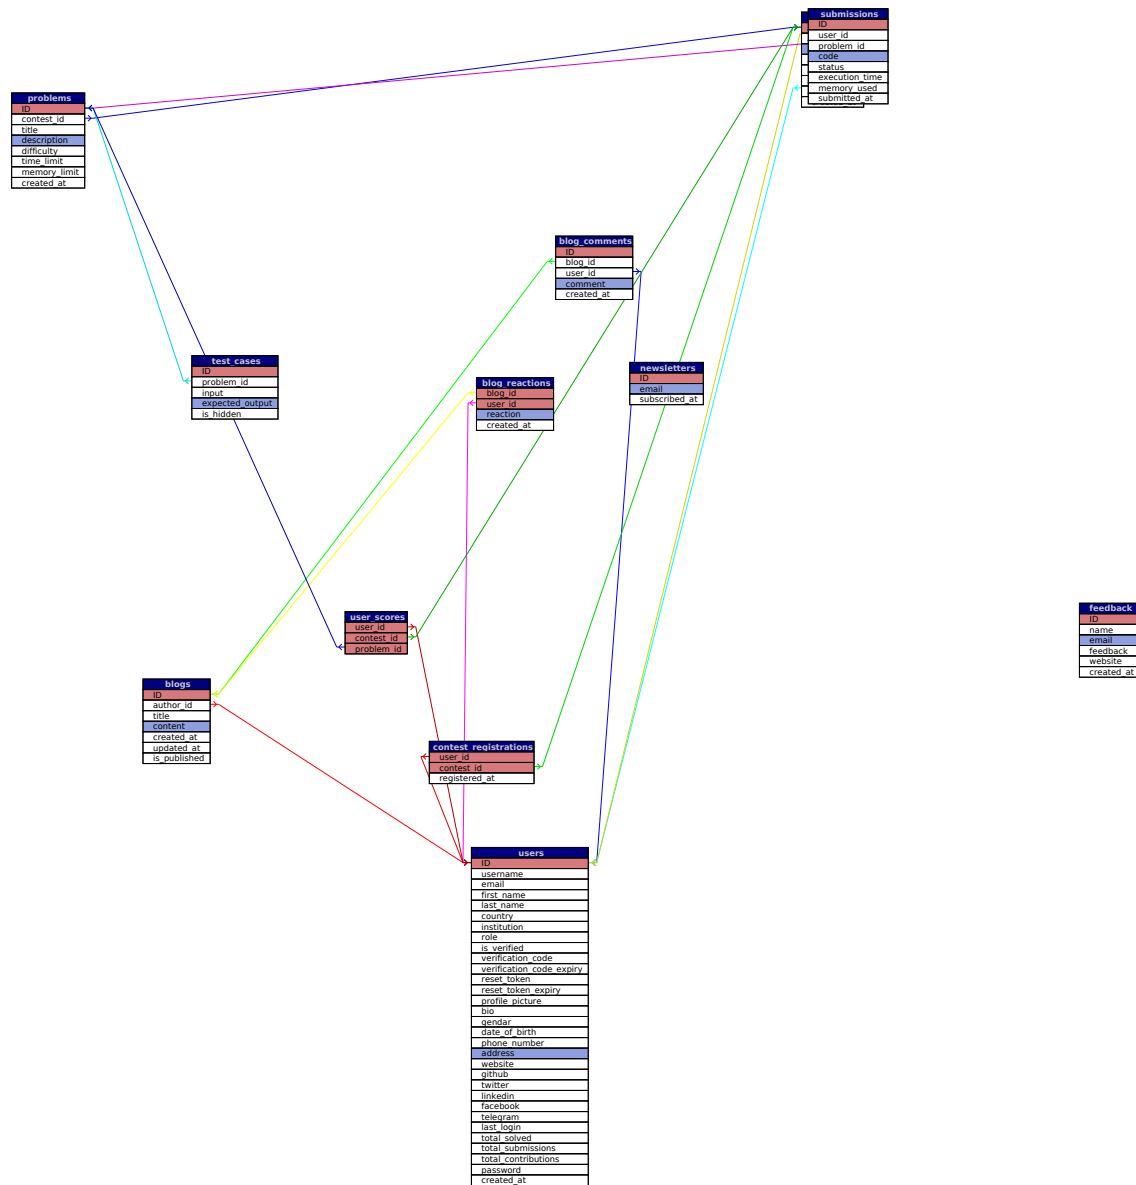 submissions
ID
user_id
problem_id
code
status
execution_time
memory_used
submitted_at
problems
ID
contest_id
title
description
difficulty
time_limit
memory_limit
created_at
blog_comments
ID
blog_id
user_id
comment
created_at
test_cases
ID
problem_id
input
expected_output
is_hidden
blog_reactions
blog_id
user_id
reaction
created_at
newsletters
ID
email
subscribed_at
feedback
ID
name
email
feedback
website
created_at
user_scores
user_id
contest_id
problem_id
blogs
ID
author_id
title
content
created_at
updated_at
is_published
contest_registrations
user_id
contest_id
registered_at
users
ID
username
email
first_name
last_name
country
institution
role
is_verified
verification_code
verification_code_expiry
reset_token
reset_token_expiry
profile_picture
bio
gendar
date_of_birth
phone_number
address
website
github
twitter
linkedin
facebook
telegram
last_login
total_solved
total_submissions
total_contributions
password
created_at